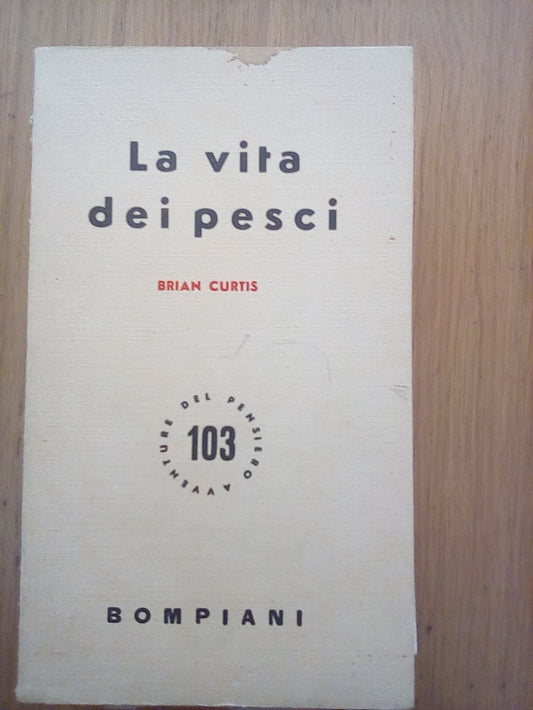 La vita
dei pesci
BRIAN CURTIS
AVVENTURE DEL PENSIERO
103
BOMPIANI